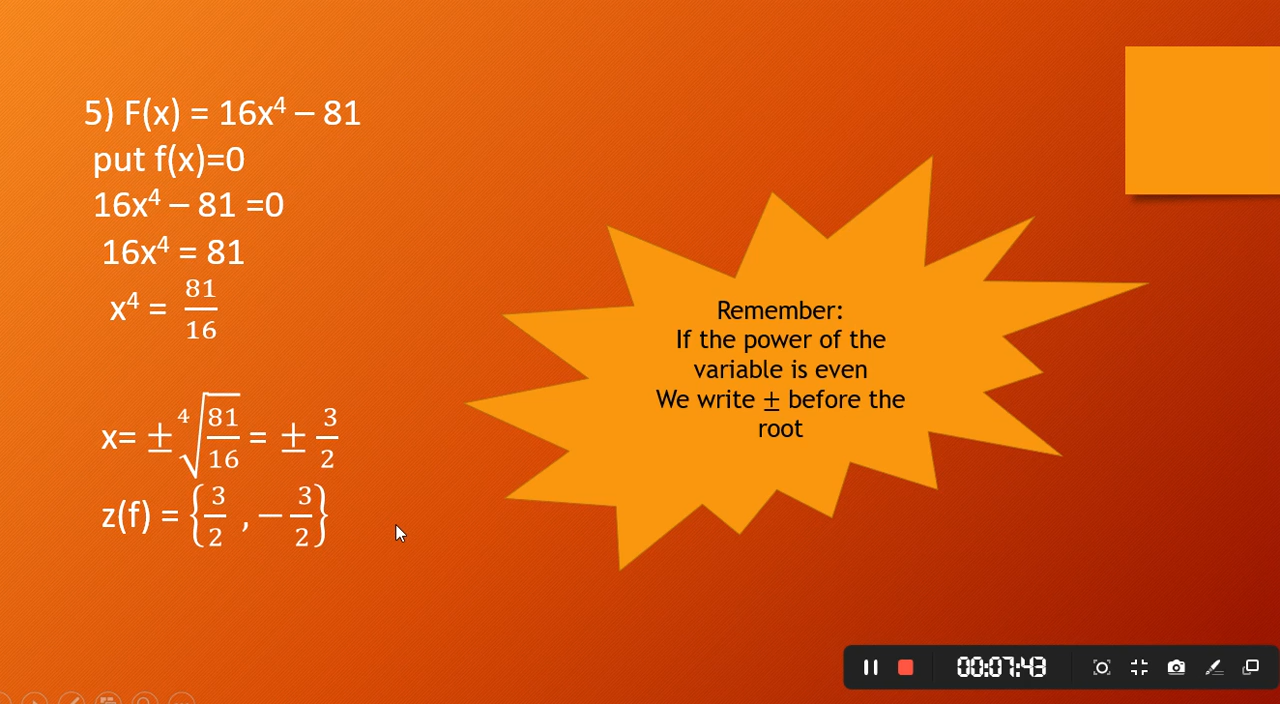 5) F(x) = 16x⁴ – 81
put f(x)=0
16x⁴ – 81 =0
16x⁴ = 81
x⁴ = 81/16
x= ± ⁴√(81/16) = ± 3/2
z(f) = {3/2 , − 3/2}
Remember:
If the power of the
variable is even
We write ± before the
root
00:07:43